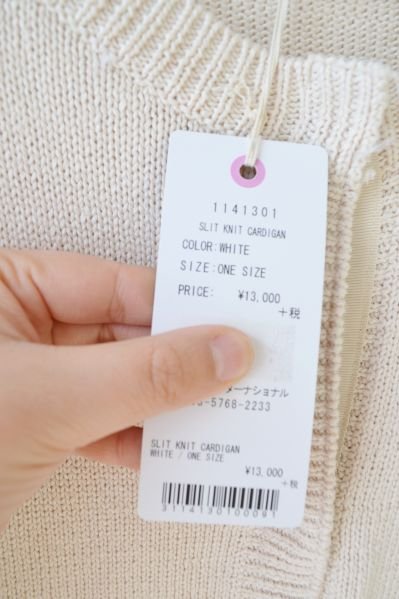 1141301
SLIT KNIT CARDIGAN
COLOR:WHITE
SIZE:ONE SIZE
PRICE: ¥13,000
+税
ーナショナル
-5768-2233
SLIT KNIT CARDIGAN
WHITE / ONE SIZE
¥13,000
+税
3114130100091